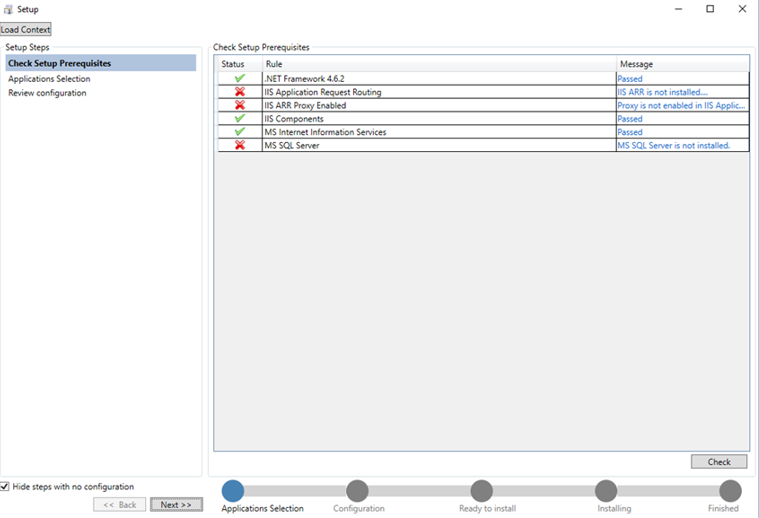 Setup
Load Context
Setup Steps
Check Setup Prerequisites
Applications Selection
Review configuration
Check Setup Prerequisites
Status Rule Message
.NET Framework 4.6.2 Passed
IIS Application Request Routing IIS ARR is not installed...
IIS ARR Proxy Enabled Proxy is not enabled in IIS Applic...
IIS Components Passed
MS Internet Information Services Passed
MS SQL Server MS SQL Server is not installed.
Check
Hide steps with no configuration
<< Back Next >>
Applications Selection Configuration Ready to install Installing Finished